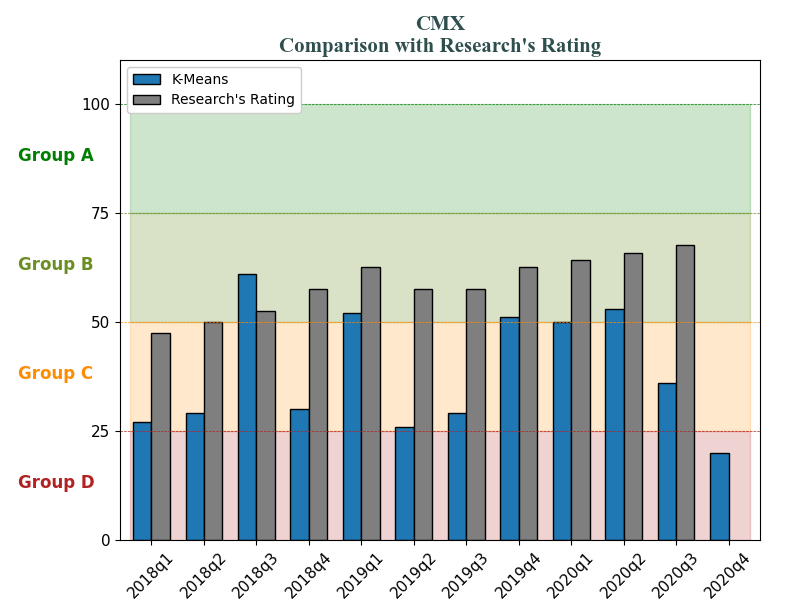 CMX
Comparison with Research's Rating
K-Means
Research's Rating
100
Group A
75
Group B
50
Group C
25
Group D
0
2018q1 2018q2 2018q3 2018q4 2019q1 2019q2 2019q3 2019q4 2020q1 2020q2 2020q3 2020q4